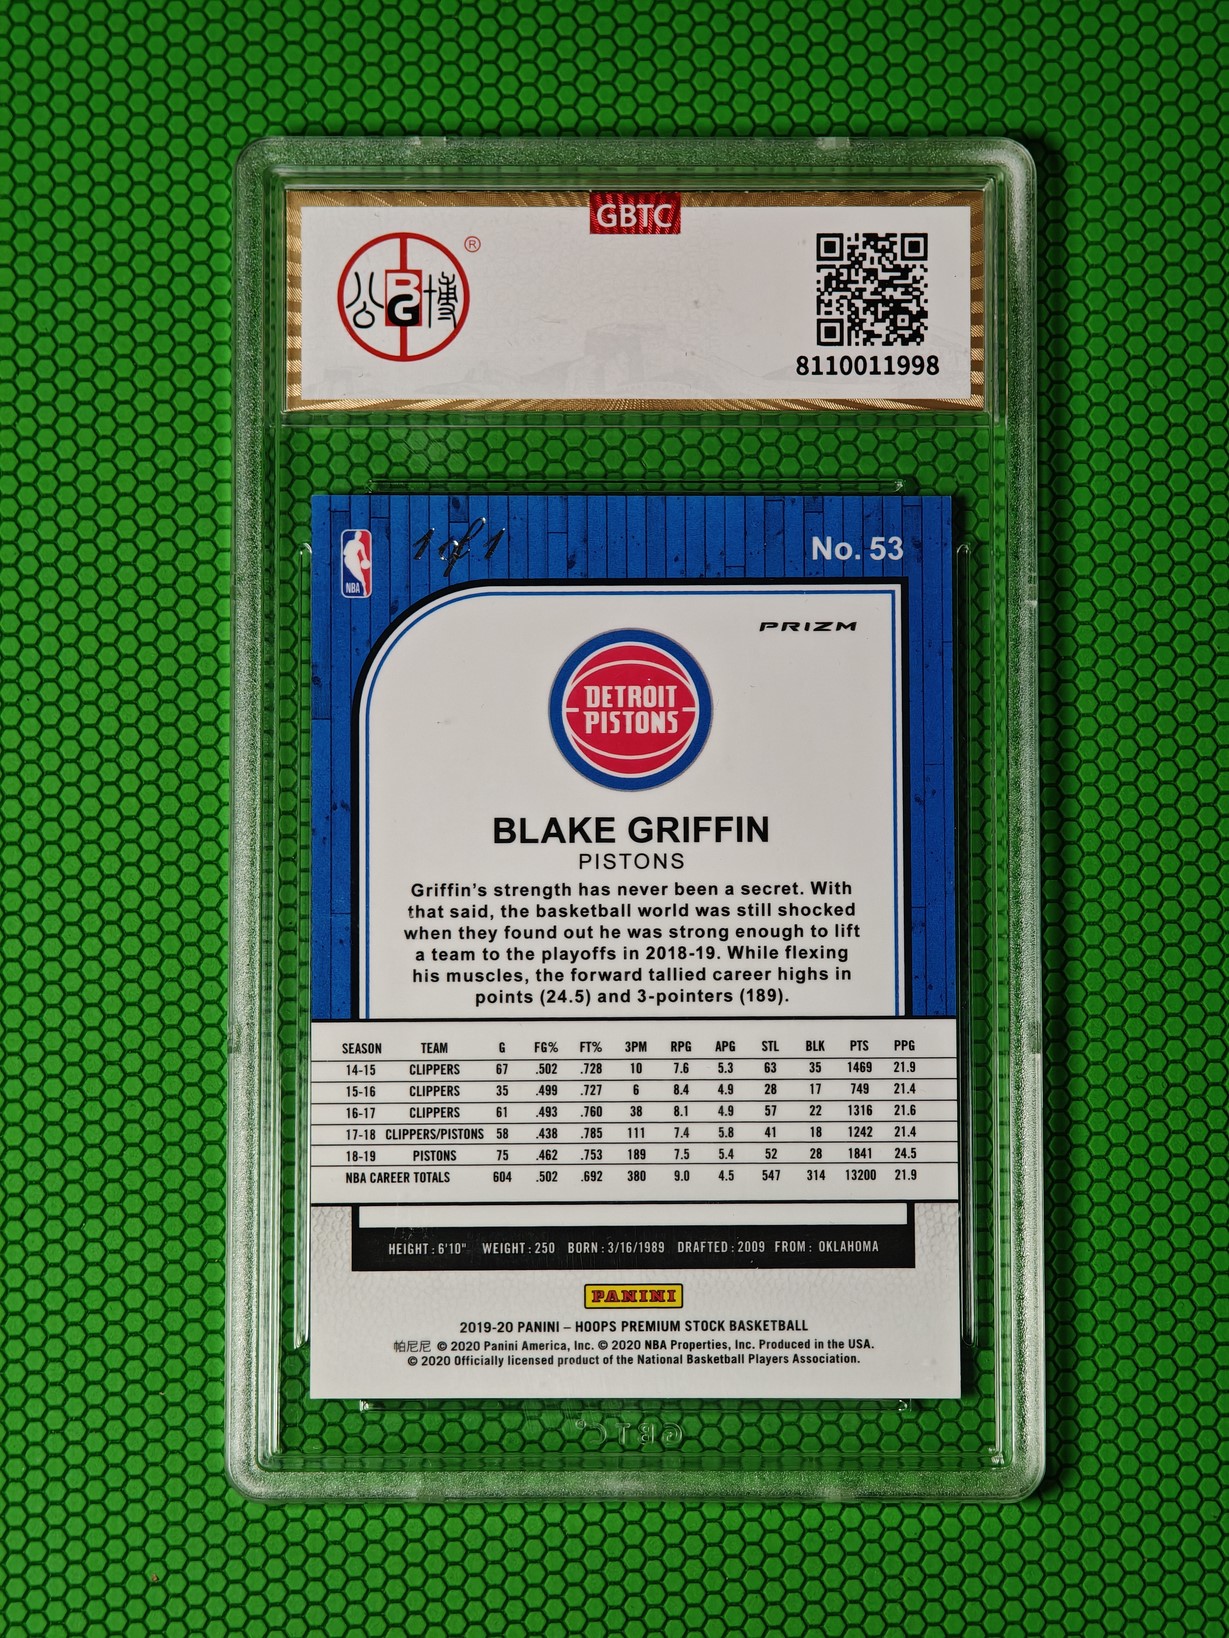 GBTC
公 BG 博 ®
8110011998
1 of 1
No. 53
NBA
PRIZM
DETROIT
PISTONS
BLAKE GRIFFIN
PISTONS
Griffin's strength has never been a secret. With
that said, the basketball world was still shocked
when they found out he was strong enough to lift
a team to the playoffs in 2018-19. While flexing
his muscles, the forward tallied career highs in
points (24.5) and 3-pointers (189).
SEASON TEAM G FG% FT% 3PM RPG APG STL BLK PTS PPG
14-15 CLIPPERS 67 .502 .728 10 7.6 5.3 63 35 1469 21.9
15-16 CLIPPERS 35 .499 .727 6 8.4 4.9 28 17 749 21.4
16-17 CLIPPERS 61 .493 .760 38 8.1 4.9 57 22 1316 21.6
17-18 CLIPPERS/PISTONS 58 .438 .785 111 7.4 5.8 41 18 1242 21.4
18-19 PISTONS 75 .462 .753 189 7.5 5.4 52 28 1841 24.5
NBA CAREER TOTALS 604 .502 .692 380 9.0 4.5 547 314 13200 21.9
HEIGHT: 6'10" WEIGHT: 250 BORN: 3/16/1989 DRAFTED: 2009 FROM: OKLAHOMA
PANINI
2019-20 PANINI – HOOPS PREMIUM STOCK BASKETBALL
帕尼尼 © 2020 Panini America, Inc. © 2020 NBA Properties, Inc. Produced in the USA.
© 2020 Officially licensed product of the National Basketball Players Association.
GBTC